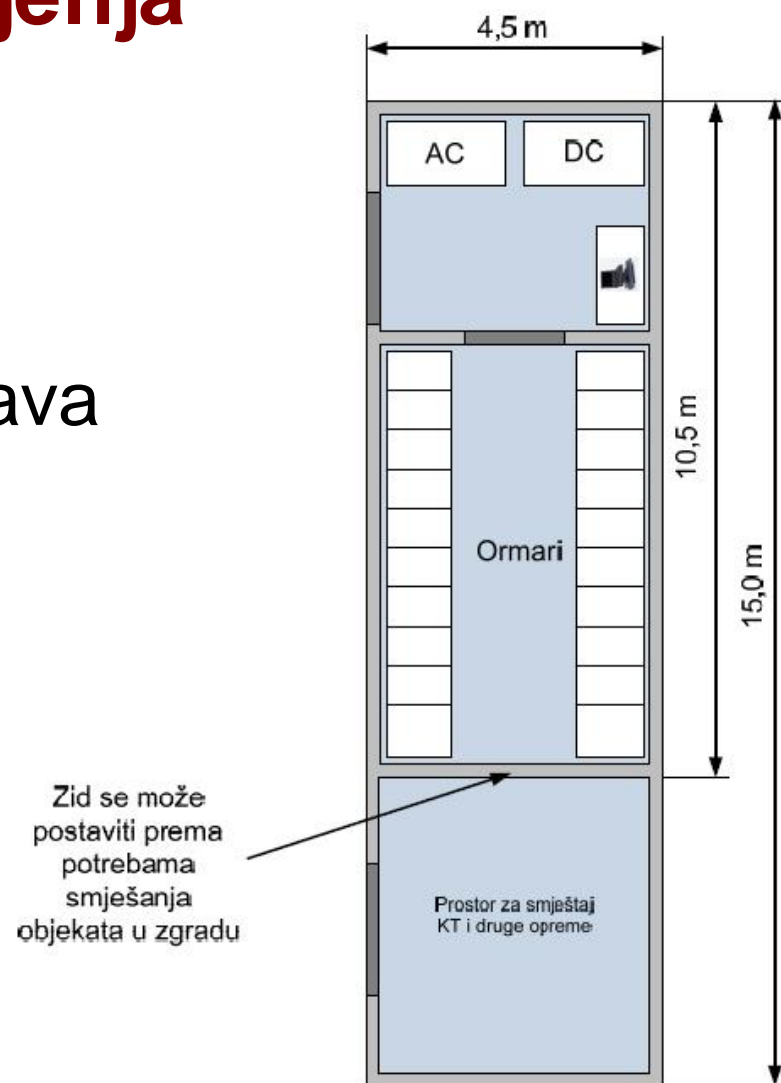 jenja
4,5 m
AC
DC
ava
10,5 m
Ormari
15,0 m
Zid se može
postaviti prema
potrebama
smješanja
objekata u zgradu
Prostor za smještaj
KT i druge opreme